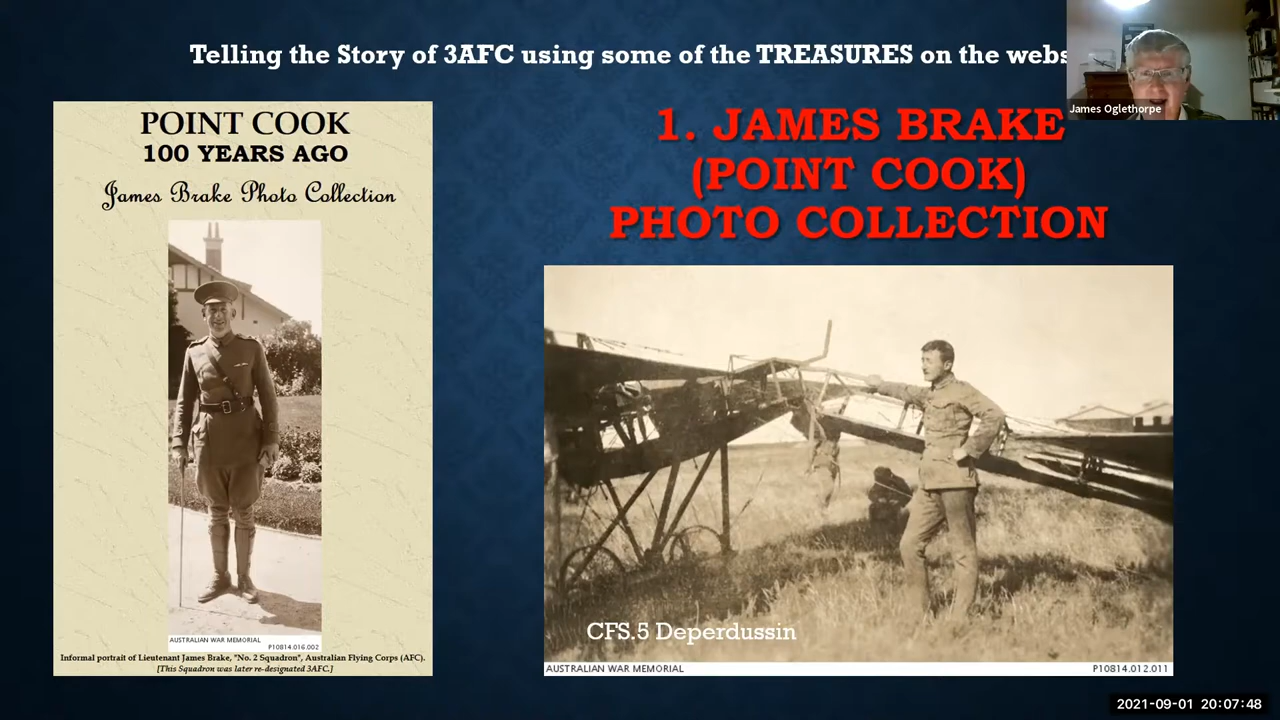 Telling the Story of 3AFC using some of the TREASURES on the webs
James Oglethorpe
POINT COOK
100 YEARS AGO
James Brake Photo Collection
AUSTRALIAN WAR MEMORIAL
P10814.016.002
Informal portrait of Lieutenant James Brake, "No. 2 Squadron", Australian Flying Corps (AFC).
[This Squadron was later re-designated 3AFC.]
1. JAMES BRAKE
(POINT COOK)
PHOTO COLLECTION
CFS.5 Deperdussin
AUSTRALIAN WAR MEMORIAL
P10814.012.011
2021-09-01 20:07:48